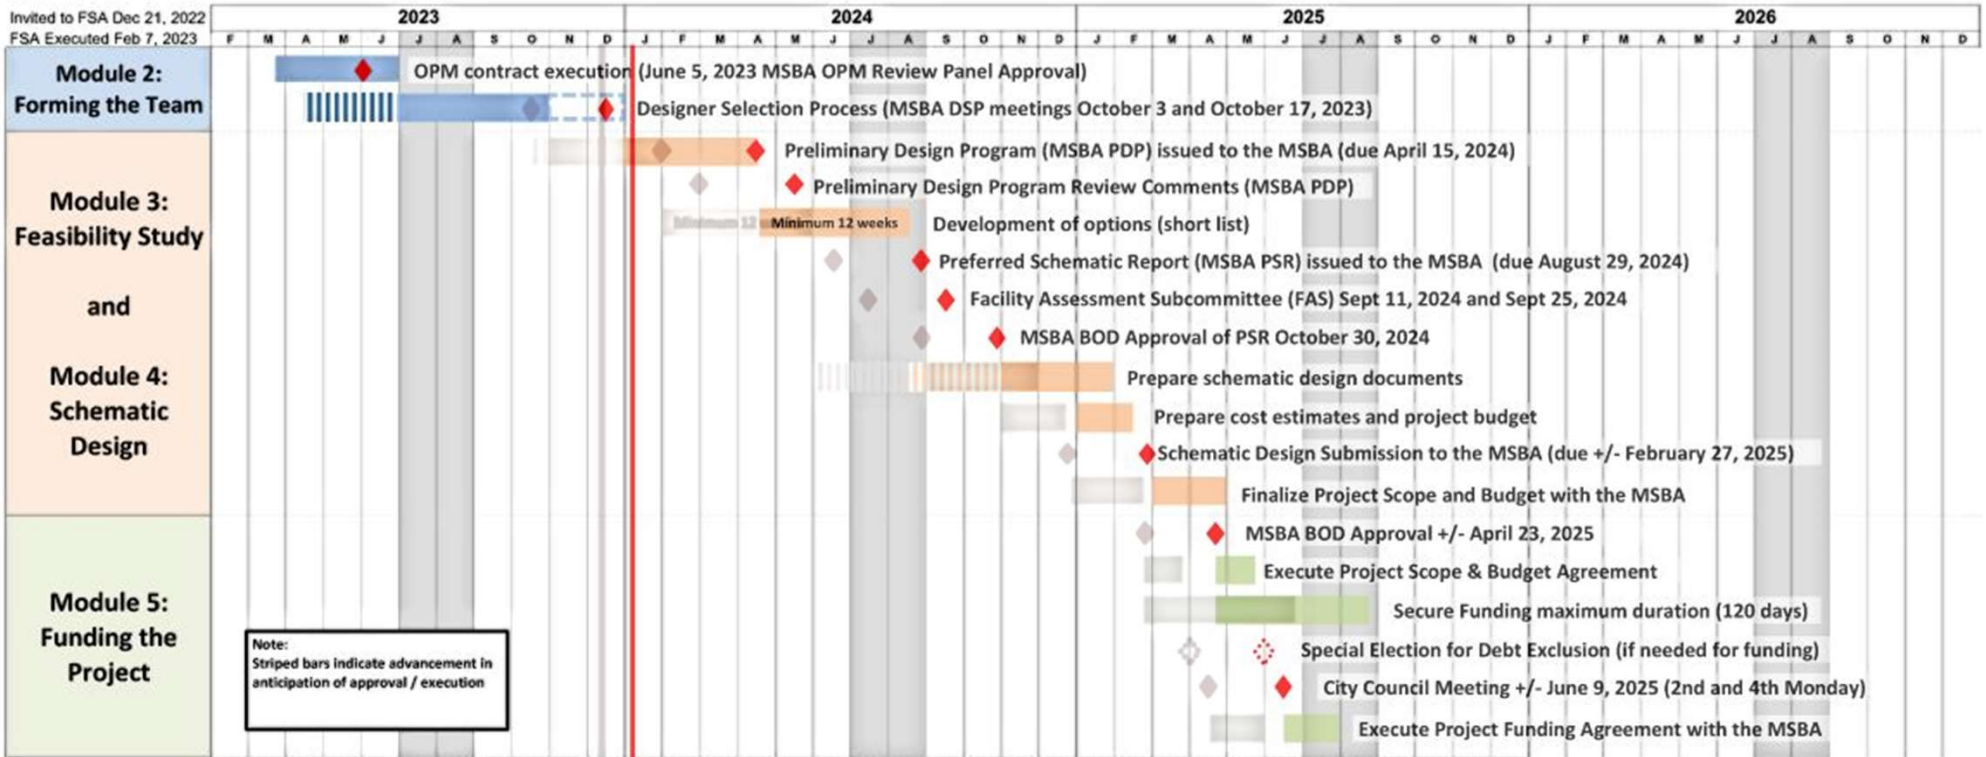 Invited to FSA Dec 21, 2022
FSA Executed Feb 7, 2023
2023 2024 2025 2026
F M A M J J A S O N D J F M A M J J A S O N D J F M A M J J A S O N D J F M A M J J A S O N D
Module 2:
Forming the Team
OPM contract execution (June 5, 2023 MSBA OPM Review Panel Approval)
Designer Selection Process (MSBA DSP meetings October 3 and October 17, 2023)
Module 3:
Feasibility Study
and
Module 4:
Schematic
Design
Preliminary Design Program (MSBA PDP) issued to the MSBA (due April 15, 2024)
Preliminary Design Program Review Comments (MSBA PDP)
Minimum 12 Minimum 12 weeks Development of options (short list)
Preferred Schematic Report (MSBA PSR) issued to the MSBA (due August 29, 2024)
Facility Assessment Subcommittee (FAS) Sept 11, 2024 and Sept 25, 2024
MSBA BOD Approval of PSR October 30, 2024
Prepare schematic design documents
Prepare cost estimates and project budget
Schematic Design Submission to the MSBA (due +/- February 27, 2025)
Finalize Project Scope and Budget with the MSBA
Module 5:
Funding the
Project
MSBA BOD Approval +/- April 23, 2025
Execute Project Scope & Budget Agreement
Secure Funding maximum duration (120 days)
Special Election for Debt Exclusion (if needed for funding)
City Council Meeting +/- June 9, 2025 (2nd and 4th Monday)
Execute Project Funding Agreement with the MSBA
Note:
Striped bars indicate advancement in
anticipation of approval / execution